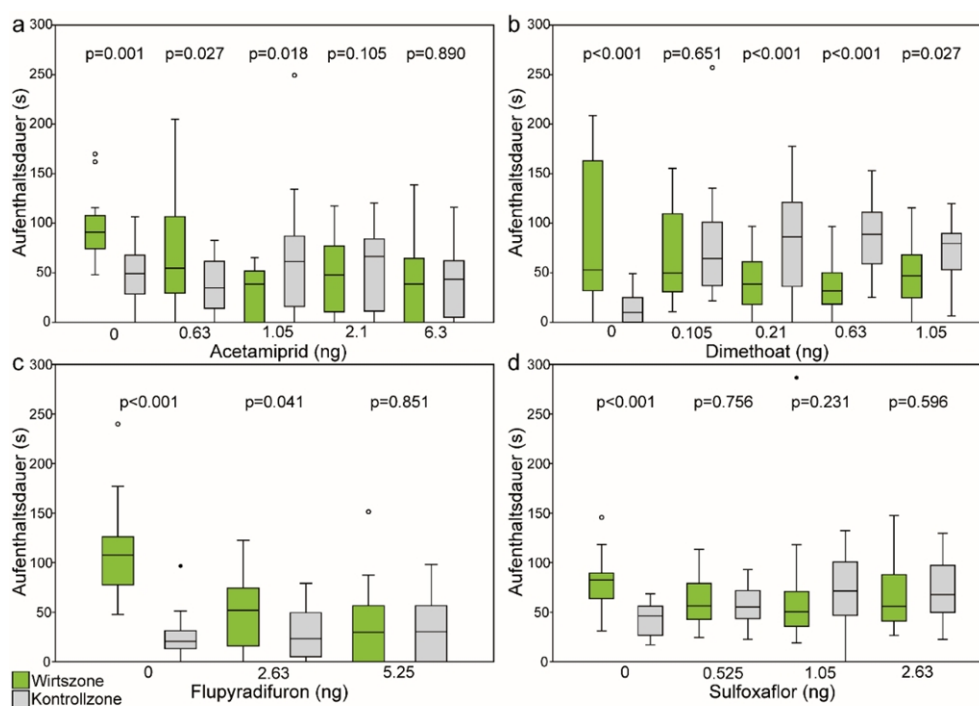 a
300
p=0.001 p=0.027 p=0.018 p=0.105 p=0.890
250
200
150
100
50
0
Aufenthaltsdauer (s)
0 0.63 1.05 2.1 6.3
Acetamiprid (ng)
b
300
p<0.001 p=0.651 p<0.001 p<0.001 p=0.027
250
200
150
100
50
0
Aufenthaltsdauer (s)
0 0.105 0.21 0.63 1.05
Dimethoat (ng)
c
300
p<0.001 p=0.041 p=0.851
250
200
150
100
50
0
Aufenthaltsdauer (s)
0 2.63 5.25
Flupyradifuron (ng)
Wirtszone
Kontrollzone
d
300
p<0.001 p=0.756 p=0.231 p=0.596
250
200
150
100
50
0
Aufenthaltsdauer (s)
0 0.525 1.05 2.63
Sulfoxaflor (ng)